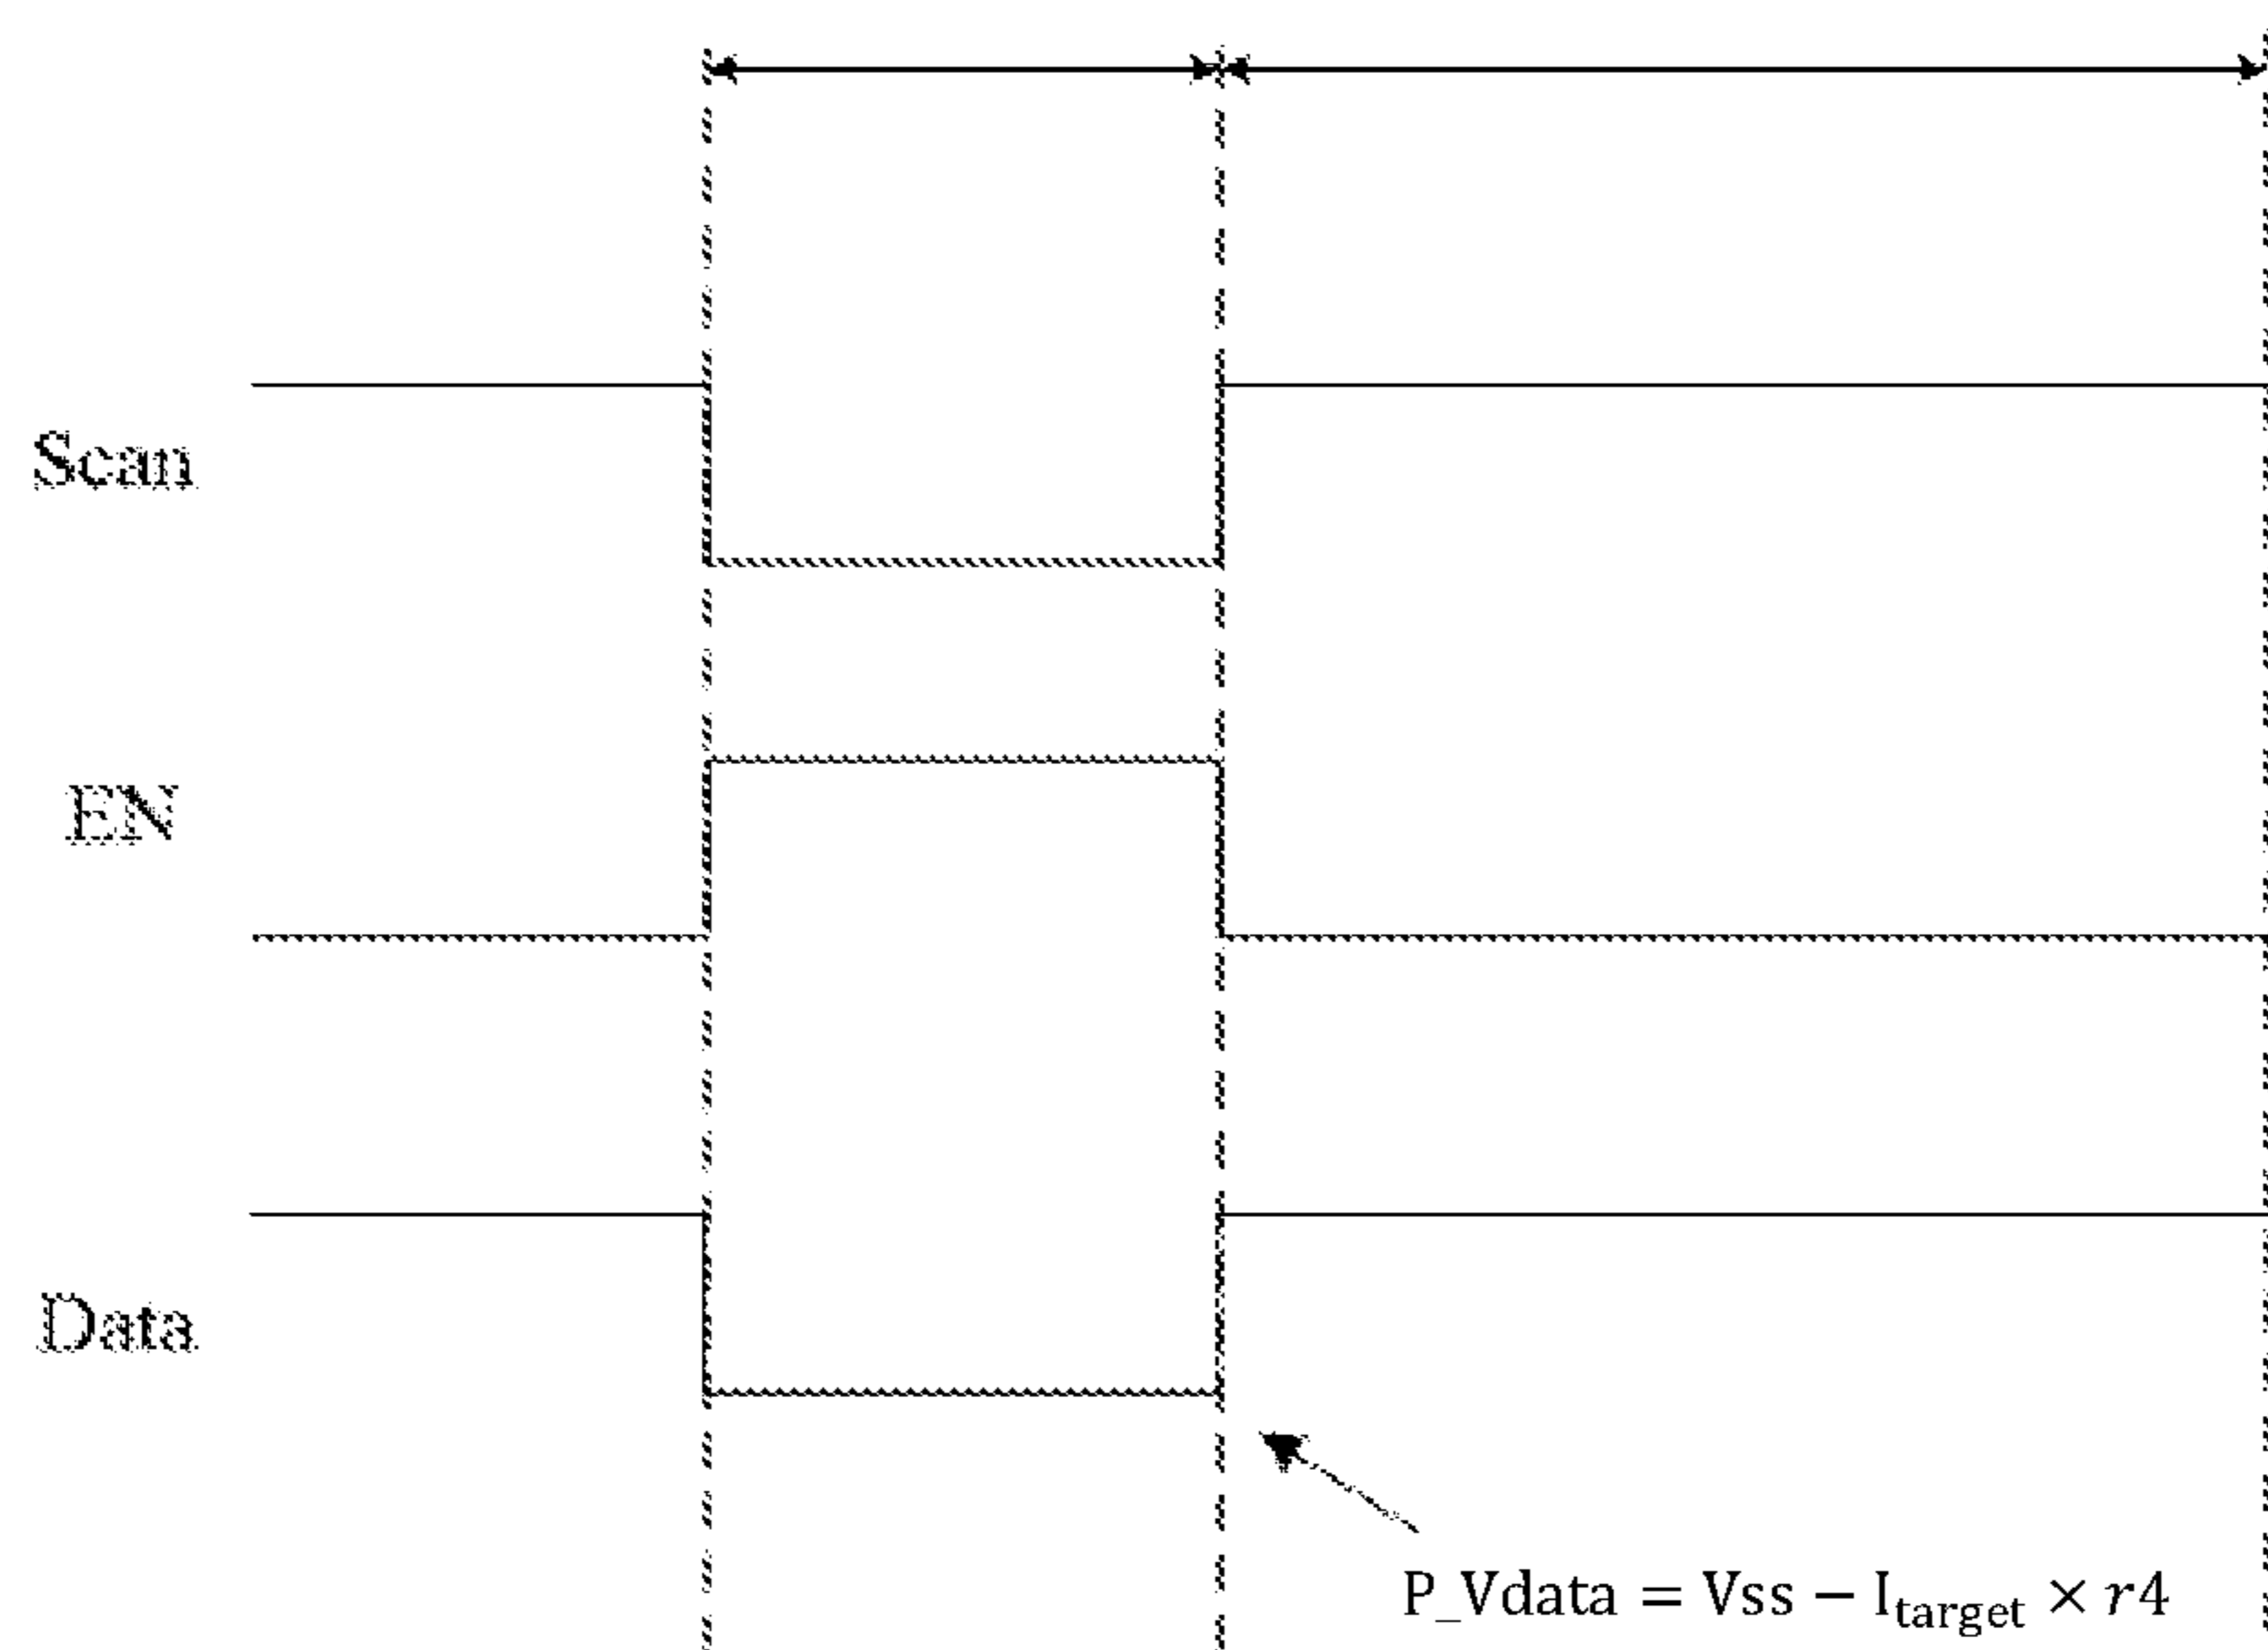 Scan
EN
Data
P_Vdata = Vss − I_target × r4